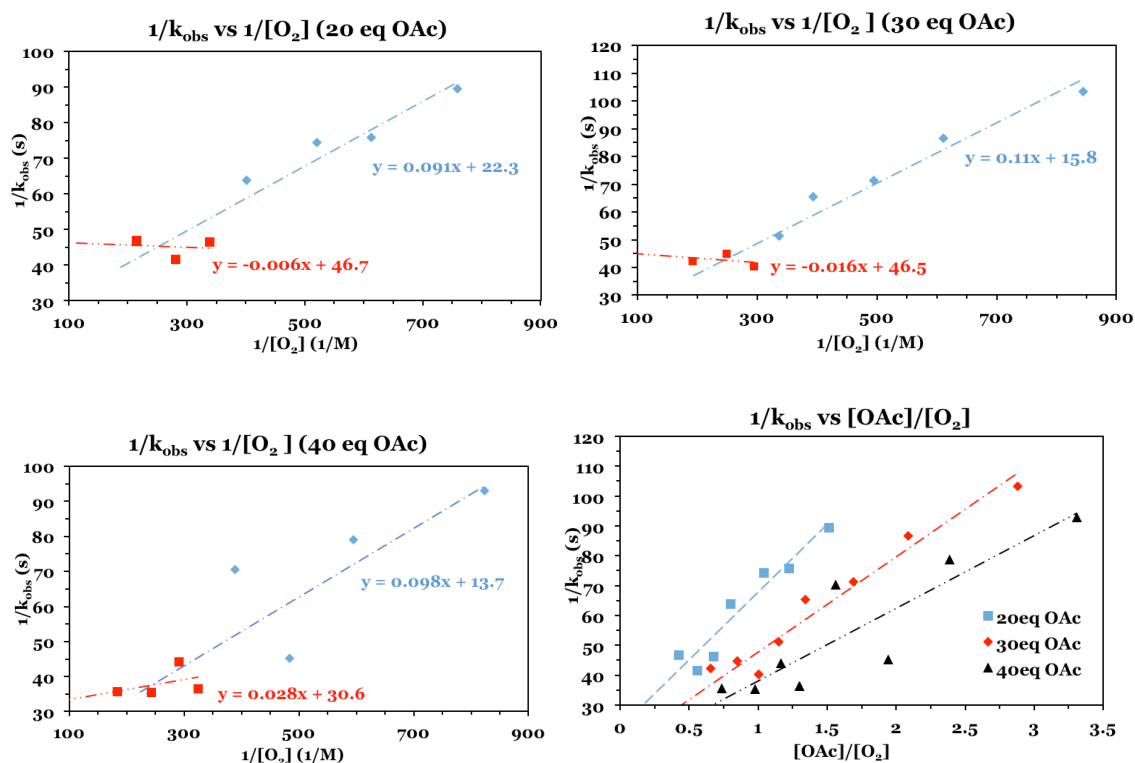 1/kobs vs 1/[O2] (20 eq OAc)
100
90
80
70
60
50
40
30
1/kobs (s)
y = 0.091x + 22.3
y = -0.006x + 46.7
100 300 500 700 900
1/[O2] (1/M)
1/kobs vs 1/[O2 ] (30 eq OAc)
120
110
100
90
80
70
60
50
40
30
1/kobs (s)
y = 0.11x + 15.8
y = -0.016x + 46.5
100 300 500 700 900
1/[O2] (1/M)
1/kobs vs 1/[O2 ] (40 eq OAc)
100
90
80
70
60
50
40
30
1/kobs (s)
y = 0.098x + 13.7
y = 0.028x + 30.6
100 300 500 700 900
1/[O2] (1/M)
1/kobs vs [OAc]/[O2]
120
110
100
90
80
70
60
50
40
30
1/kobs (s)
20eq OAc
30eq OAc
40eq OAc
0 0.5 1 1.5 2 2.5 3 3.5
[OAc]/[O2]